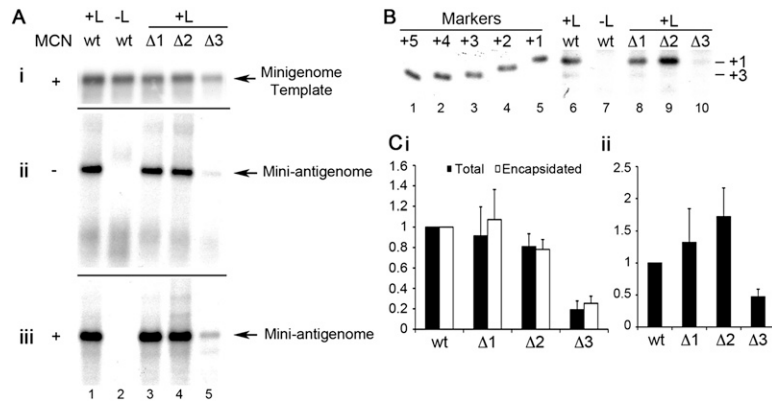 A
+L -L +L
MCN wt wt Δ1 Δ2 Δ3
i + Minigenome Template
ii - Mini-antigenome
iii + Mini-antigenome
1 2 3 4 5
B
Markers +L -L +L
+5 +4 +3 +2 +1 wt wt Δ1 Δ2 Δ3
+1
+3
1 2 3 4 5 6 7 8 9 10
C i
Total Encapsidated
1.6
1.4
1.2
1
0.8
0.6
0.4
0.2
0
wt Δ1 Δ2 Δ3
ii
2.5
2
1.5
1
0.5
0
wt Δ1 Δ2 Δ3